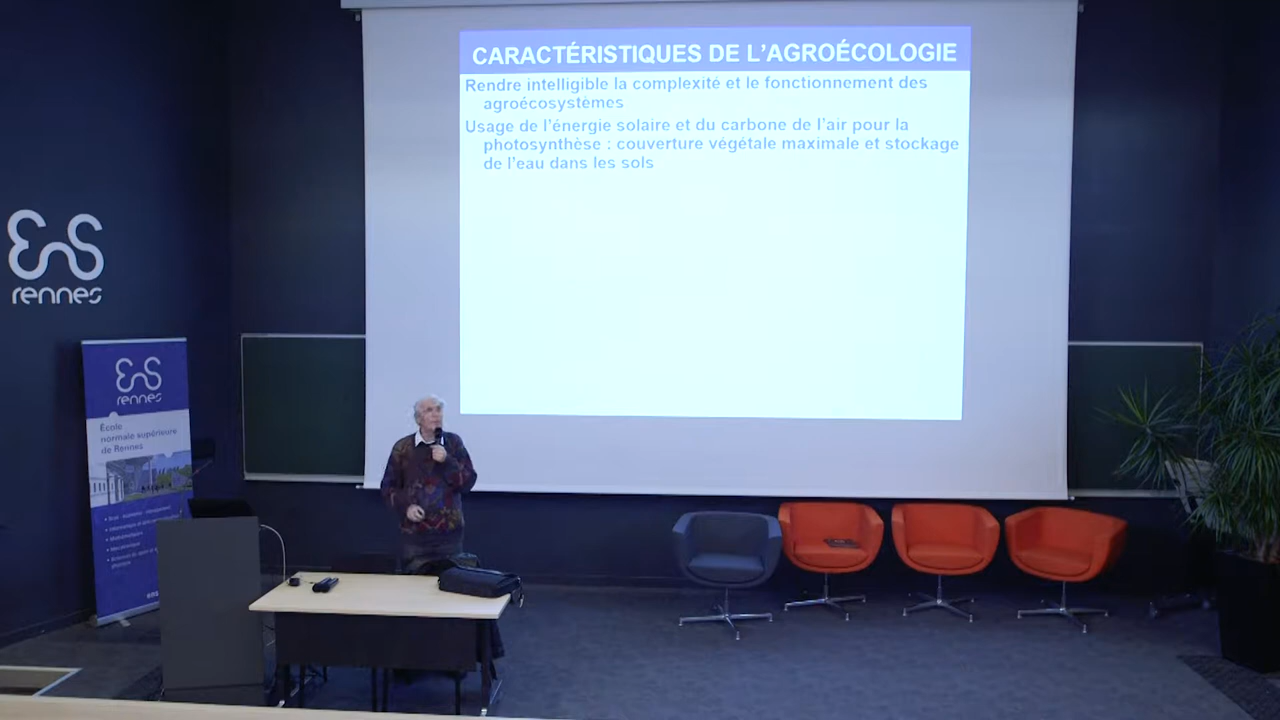 CARACTÉRISTIQUES DE L'AGROÉCOLOGIE
Rendre intelligible la complexité et le fonctionnement des
agroécosystèmes
Usage de l'énergie solaire et du carbone de l'air pour la
photosynthèse : couverture végétale maximale et stockage
de l'eau dans les sols
ENS
rennes
ENS
rennes
École
normale supérieure
de Rennes